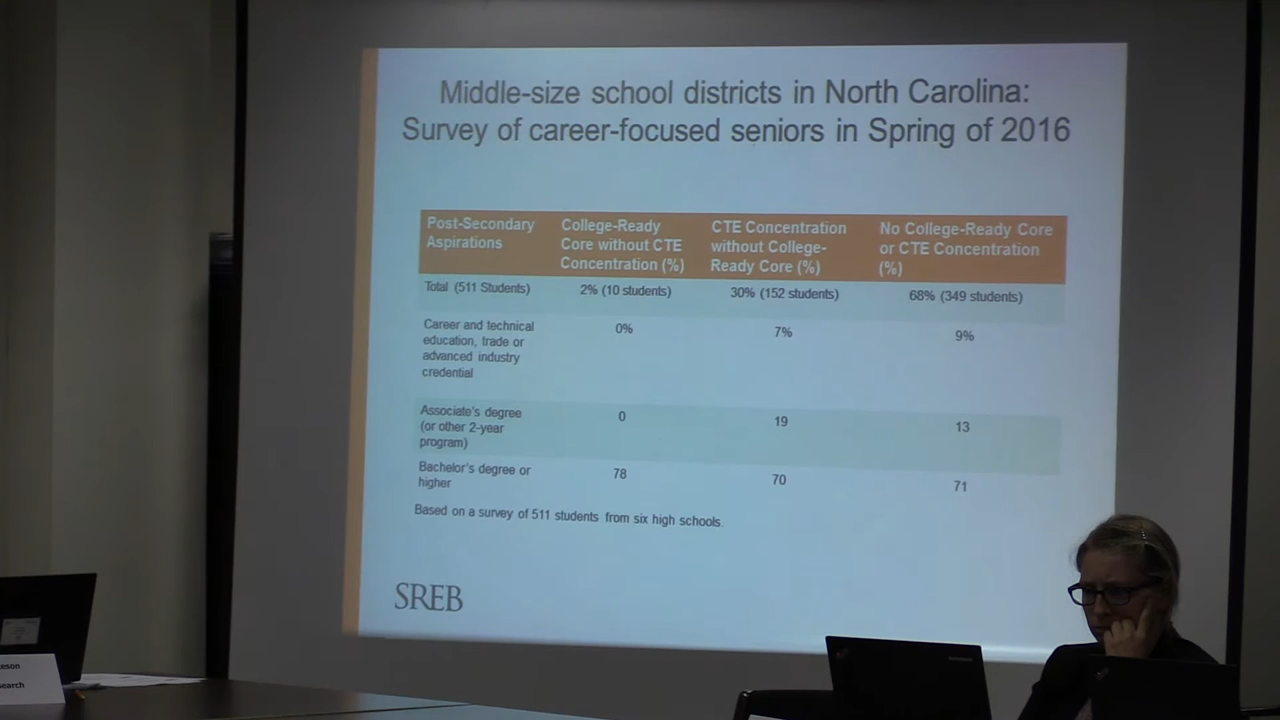 Middle-size school districts in North Carolina:
Survey of career-focused seniors in Spring of 2016
Post-Secondary
Aspirations
College-Ready
Core without CTE
Concentration (%)
CTE Concentration
without College-
Ready Core (%)
No College-Ready Core
or CTE Concentration
(%)
Total (511 Students)
2% (10 students)
30% (152 students)
68% (349 students)
Career and technical
education, trade or
advanced industry
credential
0%
7%
9%
Associate's degree
(or other 2-year
program)
0
19
13
Bachelor's degree or
higher
78
70
71
Based on a survey of 511 students from six high schools.
SREB